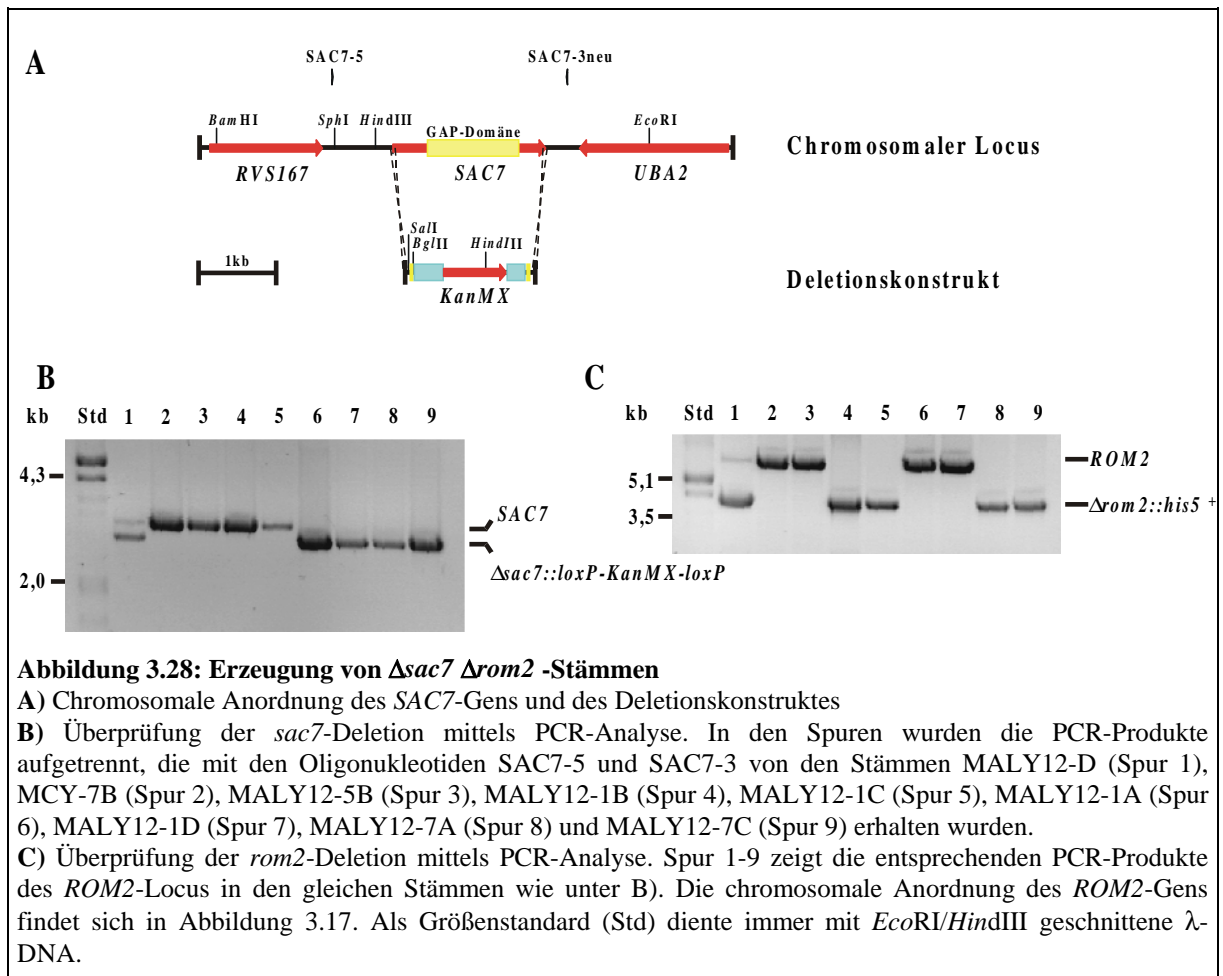 A
SAC7-5 SAC7-3neu
BamHI SphI HindIII GAP-Domäne EcoRI
Chromosomaler Locus
RVS167 SAC7 UBA2
SalI
BglII HindIII
1kb
KanMX
Deletionskonstrukt
B
kb Std 1 2 3 4 5 6 7 8 9
4,3
SAC7
2,0
Δsac7::loxP-KanMX-loxP
C
kb Std 1 2 3 4 5 6 7 8 9
ROM2
5,1
3,5
Δrom2::his5 +
Abbildung 3.28: Erzeugung von Δsac7 Δrom2 -Stämmen
A) Chromosomale Anordnung des SAC7-Gens und des Deletionskonstruktes
B) Überprüfung der sac7-Deletion mittels PCR-Analyse. In den Spuren wurden die PCR-Produkte
aufgetrennt, die mit den Oligonukleotiden SAC7-5 und SAC7-3 von den Stämmen MALY12-D (Spur 1),
MCY-7B (Spur 2), MALY12-5B (Spur 3), MALY12-1B (Spur 4), MALY12-1C (Spur 5), MALY12-1A (Spur
6), MALY12-1D (Spur 7), MALY12-7A (Spur 8) und MALY12-7C (Spur 9) erhalten wurden.
C) Überprüfung der rom2-Deletion mittels PCR-Analyse. Spur 1-9 zeigt die entsprechenden PCR-Produkte
des ROM2-Locus in den gleichen Stämmen wie unter B). Die chromosomale Anordnung des ROM2-Gens
findet sich in Abbildung 3.17. Als Größenstandard (Std) diente immer mit EcoRI/HindIII geschnittene λ-
DNA.